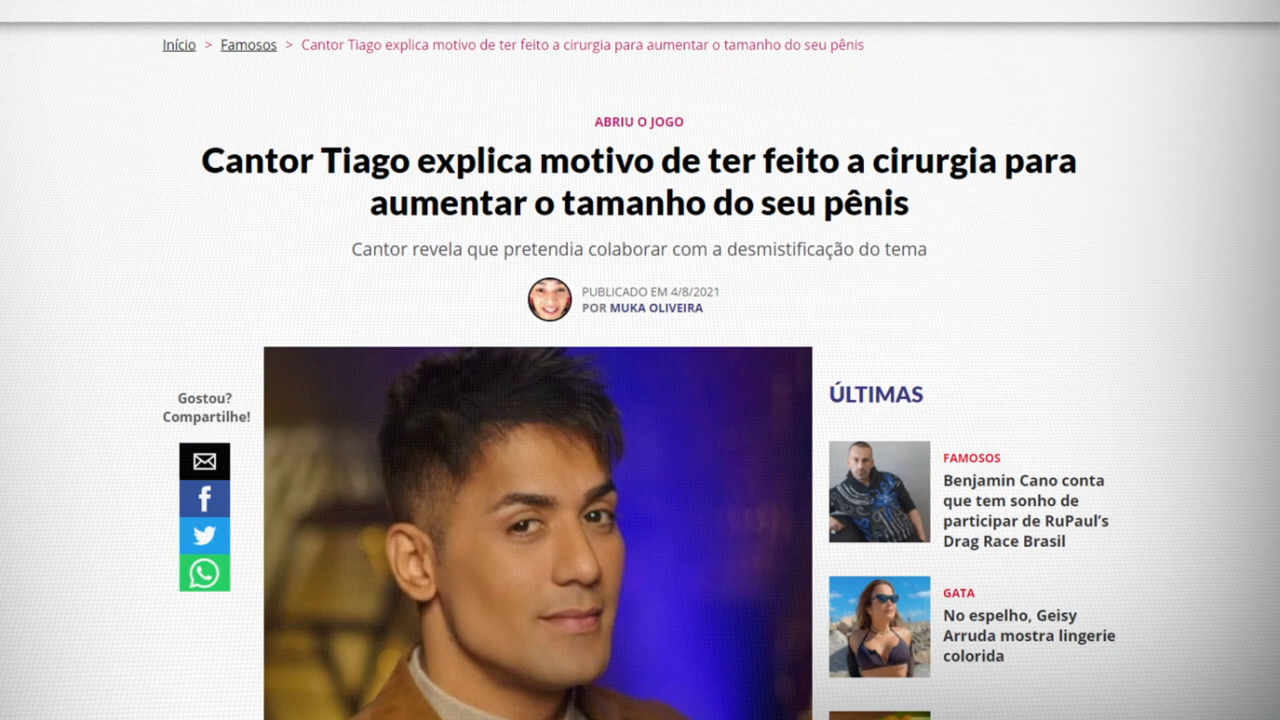 Início > Famosos > Cantor Tiago explica motivo de ter feito a cirurgia para aumentar o tamanho do seu pênis
ABRIU O JOGO
Cantor Tiago explica motivo de ter feito a cirurgia para
aumentar o tamanho do seu pênis
Cantor revela que pretendia colaborar com a desmistificação do tema
PUBLICADO EM 4/8/2021
POR MUKA OLIVEIRA
Gostou?
Compartilhe!
ÚLTIMAS
FAMOSOS
Benjamin Cano conta
que tem sonho de
participar de RuPaul's
Drag Race Brasil
GATA
No espelho, Geisy
Arruda mostra lingerie
colorida